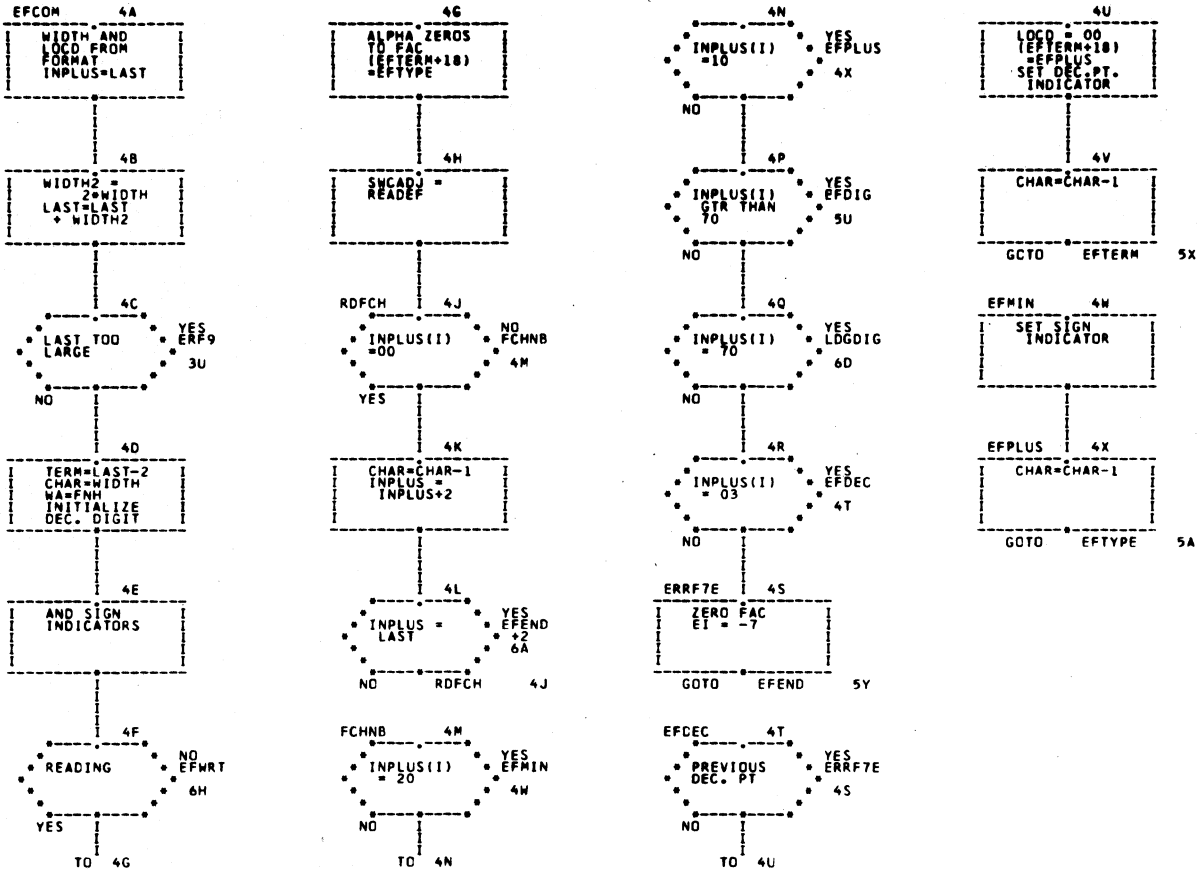 EFCOM 4A
WIDTH AND
LOCD FROM
FORMAT
INPLUS=LAST
4B
WIDTH2 =
2*WIDTH
LAST=LAST
+ WIDTH2
4C
LAST TOO
LARGE
YES
ERF9
3U
NO
4D
TERM=LAST-2
CHAR=WIDTH
WA=FNH
INITIALIZE
DEC. DIGIT
4E
AND SIGN
INDICATORS
4F
READING
NO
EFWRT
6H
YES
TO 4G
4G
ALPHA ZEROS
TO FAC
(EFTERM+18)
=EFTYPE
4H
SWCADJ =
READEF
RDFCH 4J
INPLUS(I)
=00
NO
FCHNB
4M
YES
4K
CHAR=CHAR-1
INPLUS =
INPLUS+2
4L
INPLUS =
LAST
YES
EFEND
+2
6A
NO RDFCH 4J
FCHNB 4M
INPLUS(I)
= 20
YES
EFMIN
4W
NO
TO 4N
4N
INPLUS(I)
=10
YES
EFPLUS
4X
NO
4P
INPLUS(I)
GTR THAN
70
YES
EFDIG
5U
NO
4Q
INPLUS(I)
= 70
YES
LDGDIG
6D
NO
4R
INPLUS(I)
= 03
YES
EFDEC
4T
NO
ERRF7E 4S
ZERO FAC
EI = -7
GOTO EFEND 5Y
EFDEC 4T
PREVIOUS
DEC. PT
YES
ERRF7E
4S
NO
TO 4U
4U
LOCD = 00
(EFTERM+18)
=EFPLUS
SET DEC.PT.
INDICATOR
4V
CHAR=CHAR-1
GOTO EFTERM 5X
EFMIN 4W
SET SIGN
INDICATOR
EFPLUS 4X
CHAR=CHAR-1
GOTO EFTYPE 5A